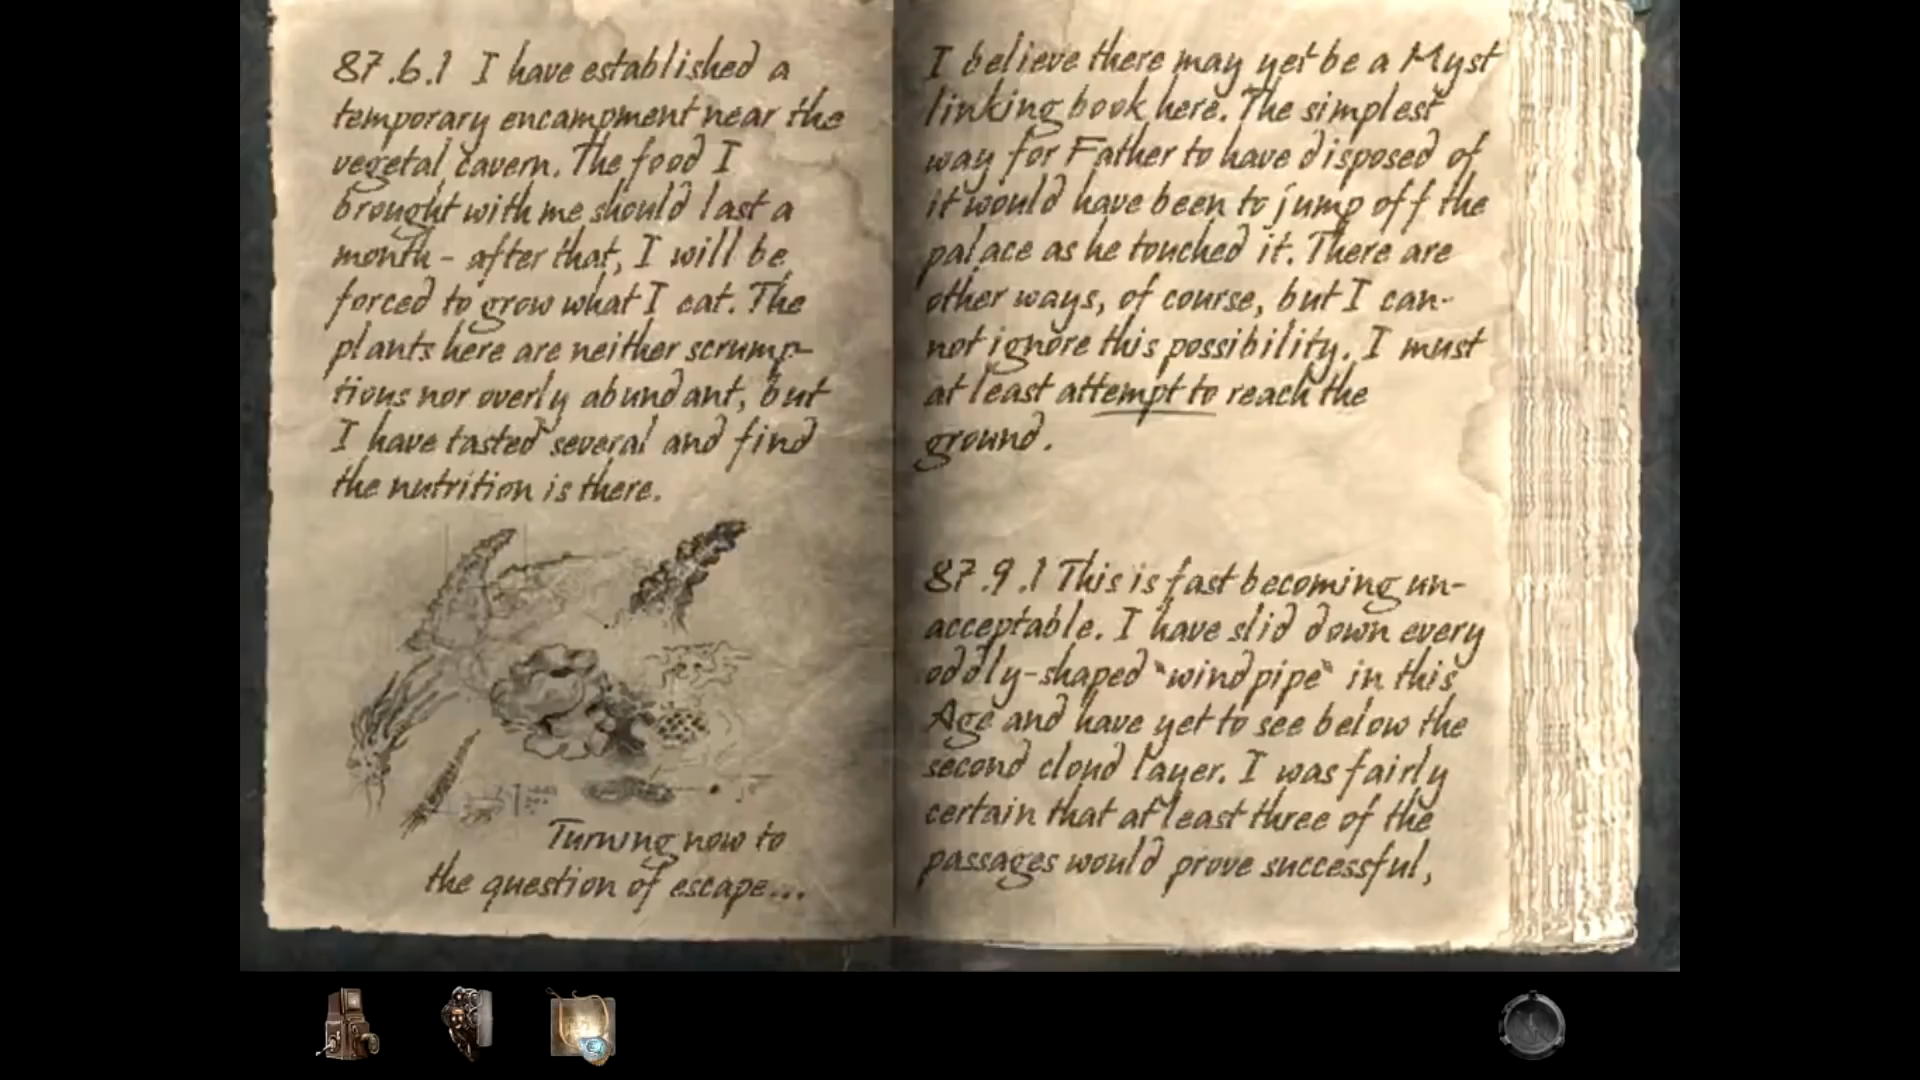 87.6.1 I have established a
temporary encampment near the
vegetal cavern. The food I
brought with me should last a
month - after that, I will be
forced to grow what I eat. The
plants here are neither scrump-
tious nor overly abundant, but
I have tasted several and find
the nutrition is there.
Turning now to
the question of escape...
I believe there may yet be a Myst
linking book here. The simplest
way for Father to have disposed of
it would have been to jump off the
palace as he touched it. There are
other ways, of course, but I can-
not ignore this possibility. I must
at least attempt to reach the
ground.
87.9.1 This is fast becoming un-
acceptable. I have slid down every
oddly-shaped "windpipe" in this
Age and have yet to see below the
second cloud layer. I was fairly
certain that at least three of the
passages would prove successful,